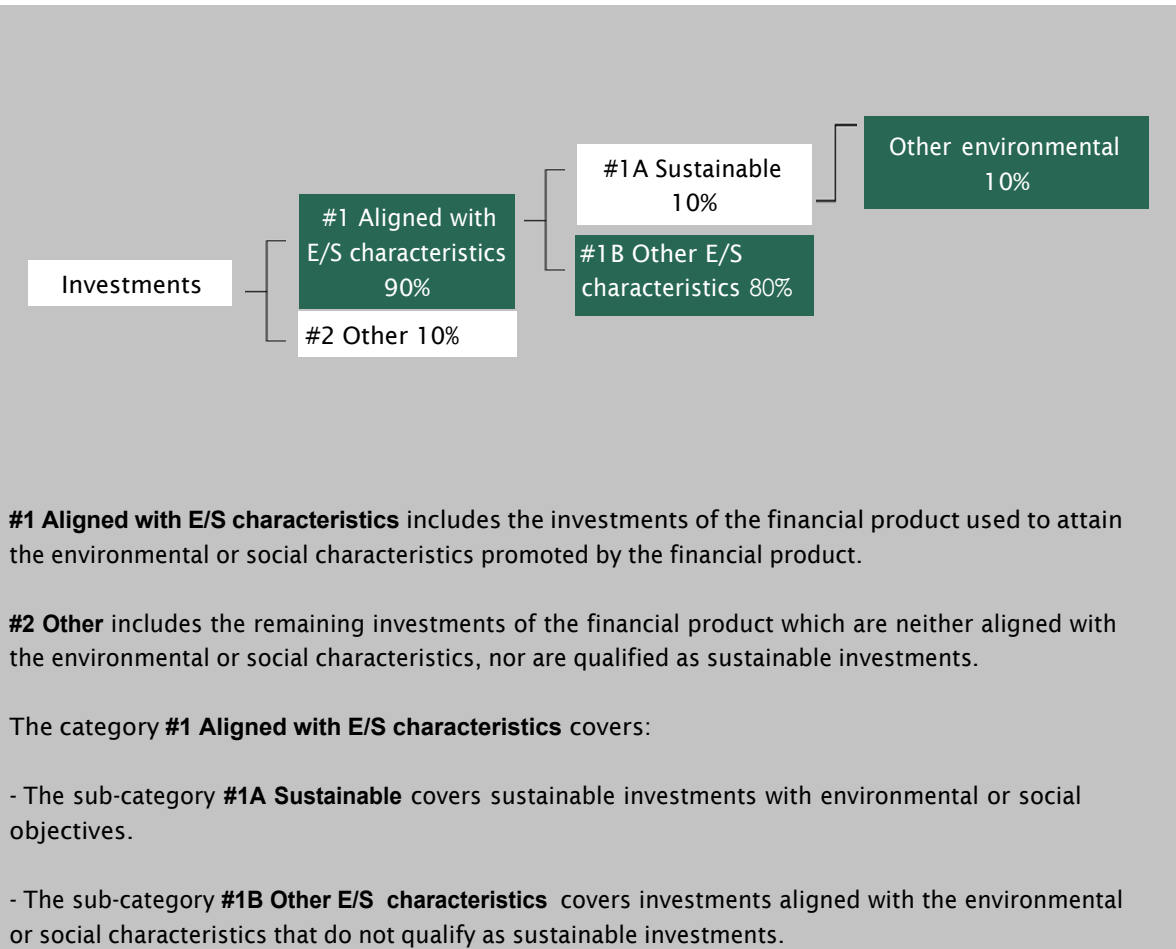 Other environmental
10%
#1A Sustainable
10%
#1 Aligned with
E/S characteristics
90%
#1B Other E/S
characteristics 80%
Investments
#2 Other 10%
#1 Aligned with E/S characteristics includes the investments of the financial product used to attain
the environmental or social characteristics promoted by the financial product.
#2 Other includes the remaining investments of the financial product which are neither aligned with
the environmental or social characteristics, nor are qualified as sustainable investments.
The category #1 Aligned with E/S characteristics covers:
- The sub-category #1A Sustainable covers sustainable investments with environmental or social
objectives.
- The sub-category #1B Other E/S characteristics covers investments aligned with the environmental
or social characteristics that do not qualify as sustainable investments.